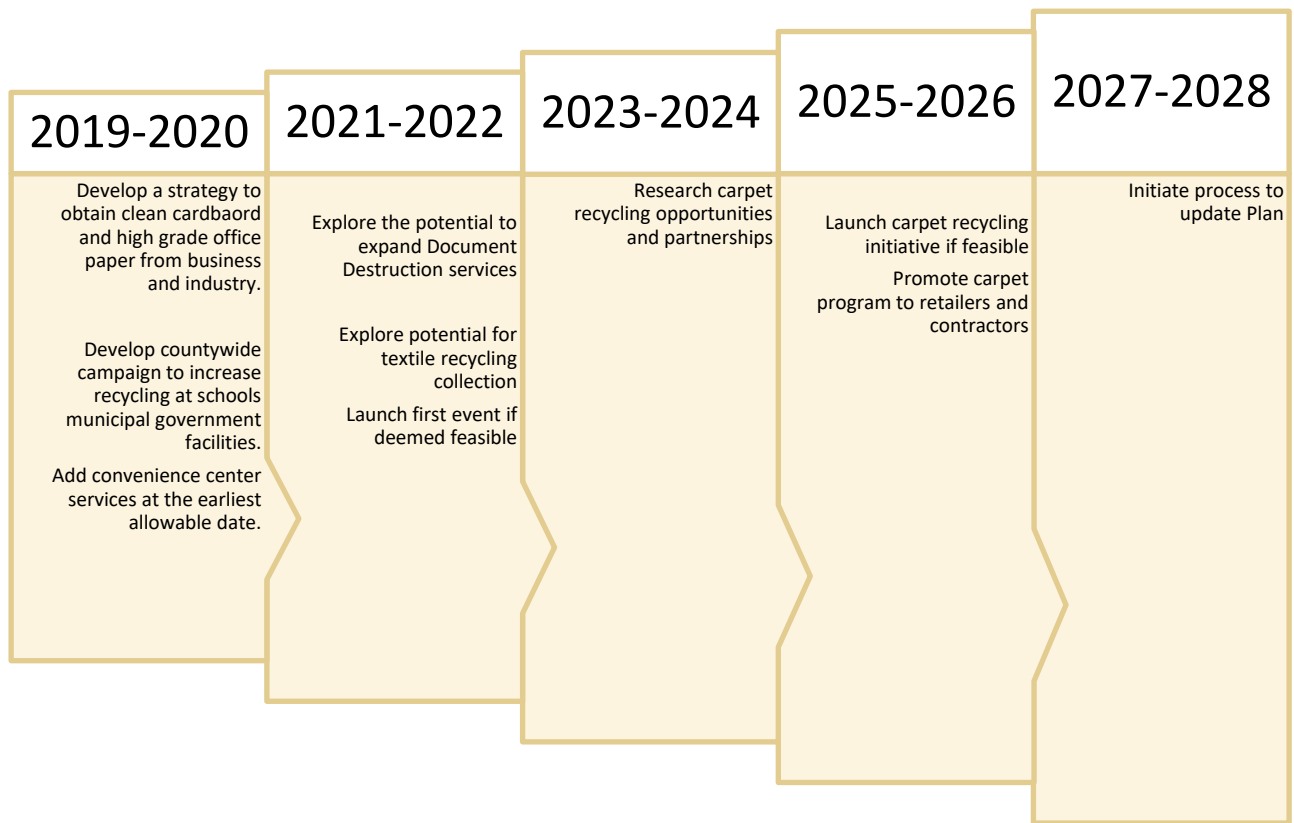 2019-2020
Develop a strategy to
obtain clean cardbaord
and high grade office
paper from business
and industry.
Develop countywide
campaign to increase
recycling at schools
municipal government
facilities.
Add convenience center
services at the earliest
allowable date.
2021-2022
Explore the potential to
expand Document
Destruction services
Explore potential for
textile recycling
collection
Launch first event if
deemed feasible
2023-2024
Research carpet
recycling opportunities
and partnerships
2025-2026
Launch carpet recycling
initiative if feasible
Promote carpet
program to retailers and
contractors
2027-2028
Initiate process to
update Plan